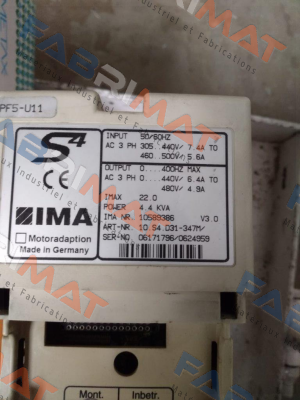 PF5-U11
S4
CE
IMA
Motoradaption
Made in Germany
INPUT 50/60HZ
AC 3 PH 305..440V/ 7.4A TO
460..500V/ 5.6A
OUTPUT 0....400HZ MAX
AC 3 PH 0....440V/ 6.4A TO
480V/ 4.9A
IMAX 22.0
POWER 4.4 KVA
IMA NR. 10589386 V3.0
ART-NR. 10 S4.D31-347M/
SER-NO. 06171796/0624959
Mont. Inbetr.
FABRIMAT